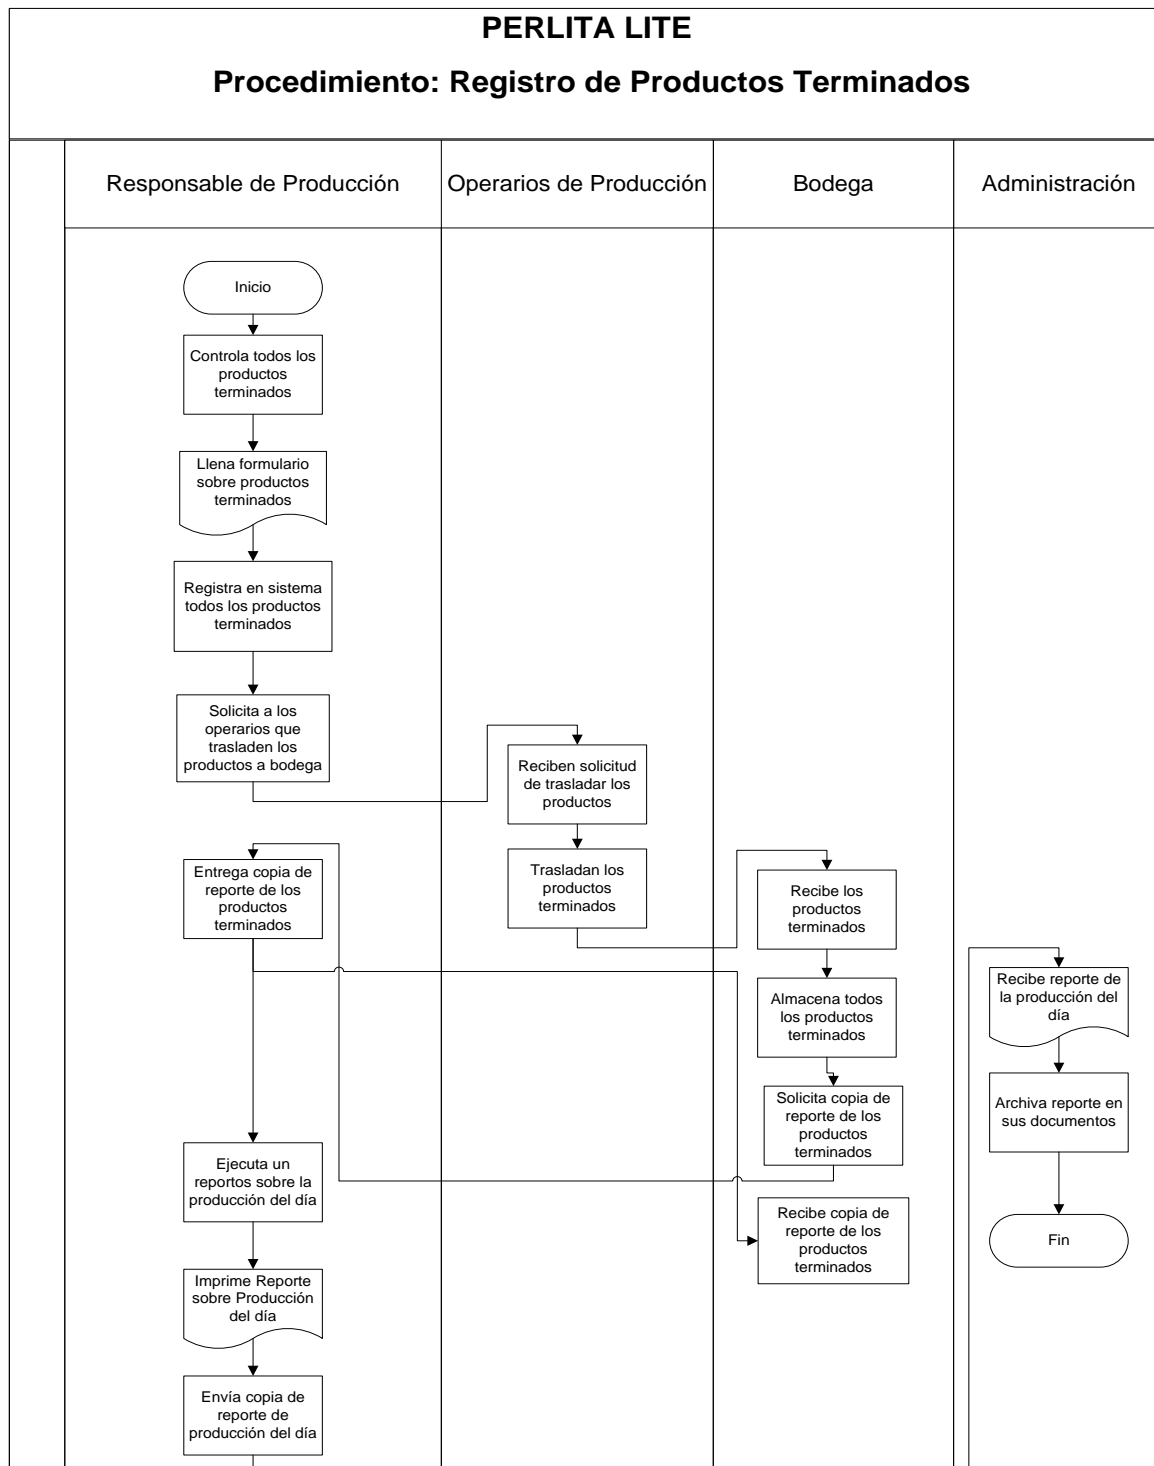 PERLITA LITE
Procedimiento: Registro de Productos Terminados
Responsable de Producción
Operarios de Producción
Bodega
Administración
Inicio
Controla todos los
productos
terminados
Llena formulario
sobre productos
terminados
Registra en sistema
todos los productos
terminados
Solicita a los
operarios que
trasladen los
productos a bodega
Entrega copia de
reporte de los
productos
terminados
Ejecuta un
reportos sobre la
producción del día
Imprime Reporte
sobre Producción
del día
Envía copia de
reporte de
producción del día
Reciben solicitud
de trasladar los
productos
Trasladan los
productos
terminados
Recibe los
productos
terminados
Almacena todos
los productos
terminados
Solicita copia de
reporte de los
productos
terminados
Recibe copia de
reporte de los
productos
terminados
Recibe reporte de
la producción del
día
Archiva reporte en
sus documentos
Fin